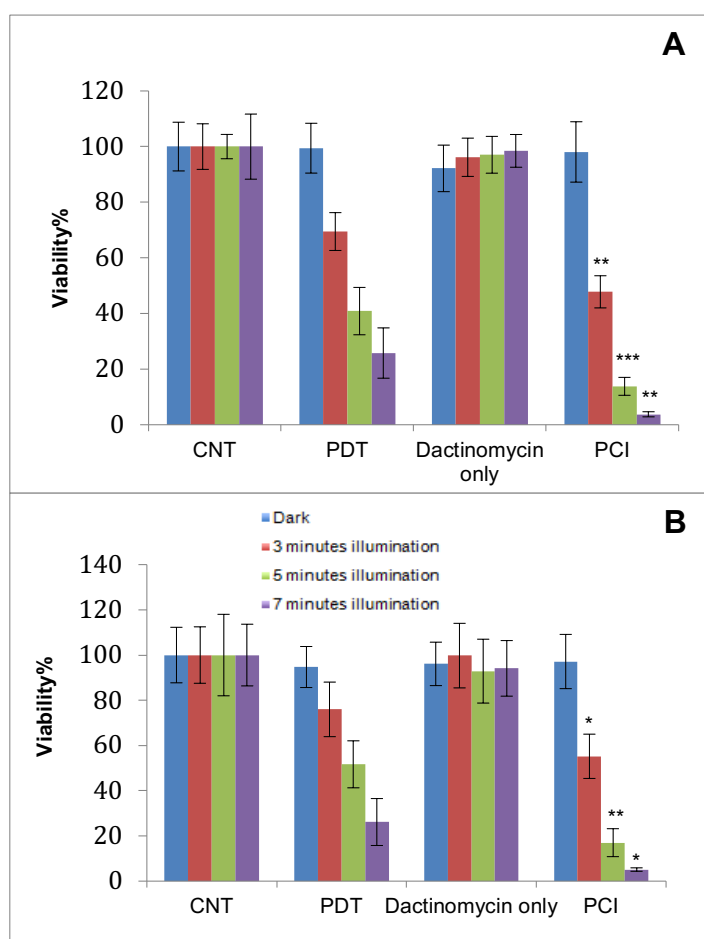 A
120
100
80
60
40
20
0
Viability%
**
***
**
CNT PDT Dactinomycin only PCI
B
Dark
3 minutes illumination
5 minutes illumination
7 minutes illumination
140
120
100
80
60
40
20
0
Viability%
*
**
*
CNT PDT Dactinomycin only PCI